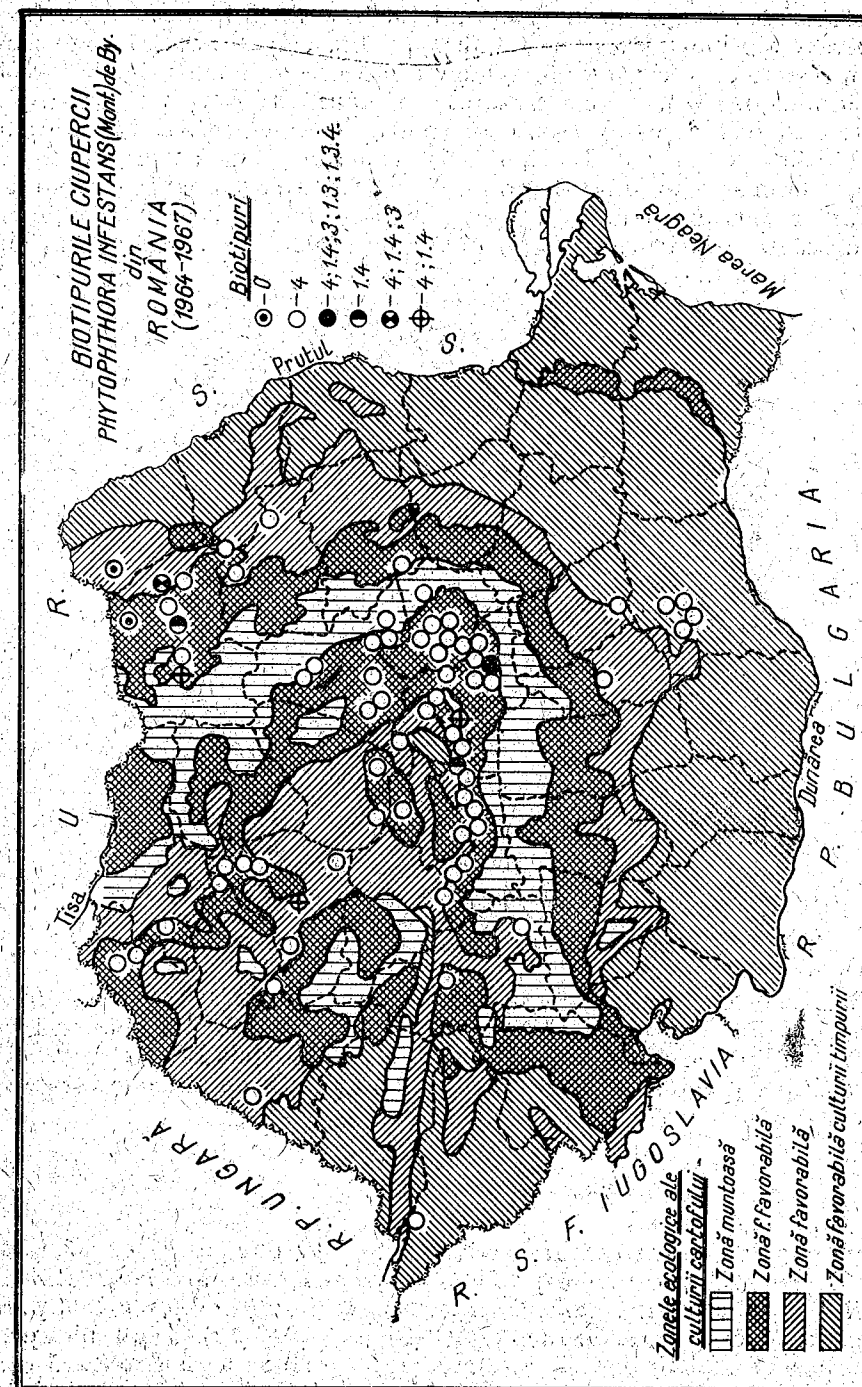 BIOTIPURILE CIUPERCII
PHYTOPHTHORA INFESTANS (Mont.) de By.
din
ROMÂNIA
(1964-1967)
Biotipuri
- 0
- 4
- 4; 1.4; 3; 1.3; 1.3.4.
- 1.4
- 4; 1.4; 3
- 4; 1.4
U R. S. S.
Tisa
Prutul
Marea Neagră
R. P. UNGARĂ
R. S. F. IUGOSLAVIA
Dunărea
R. P. BULGARIA
Zonele ecologice ale
culturii cartofului -
Zonă muntoasă
Zonă f. favorabilă
Zonă favorabilă
Zonă favorabilă culturii timpurii